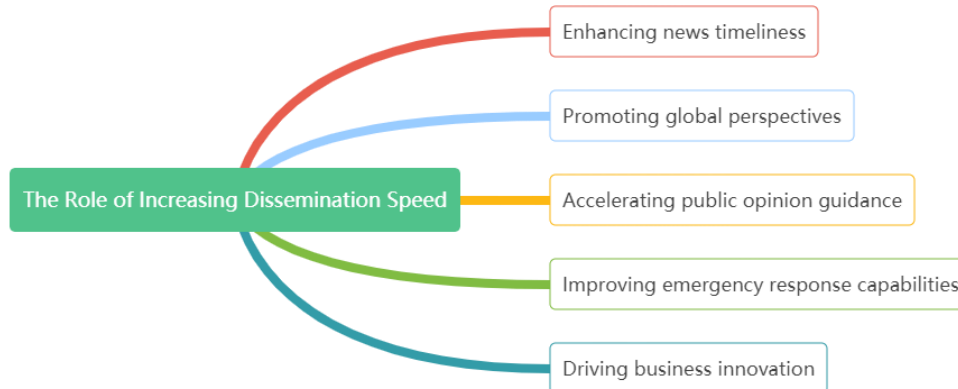 Enhancing news timeliness
Promoting global perspectives
The Role of Increasing Dissemination Speed
Accelerating public opinion guidance
Improving emergency response capabilities
Driving business innovation